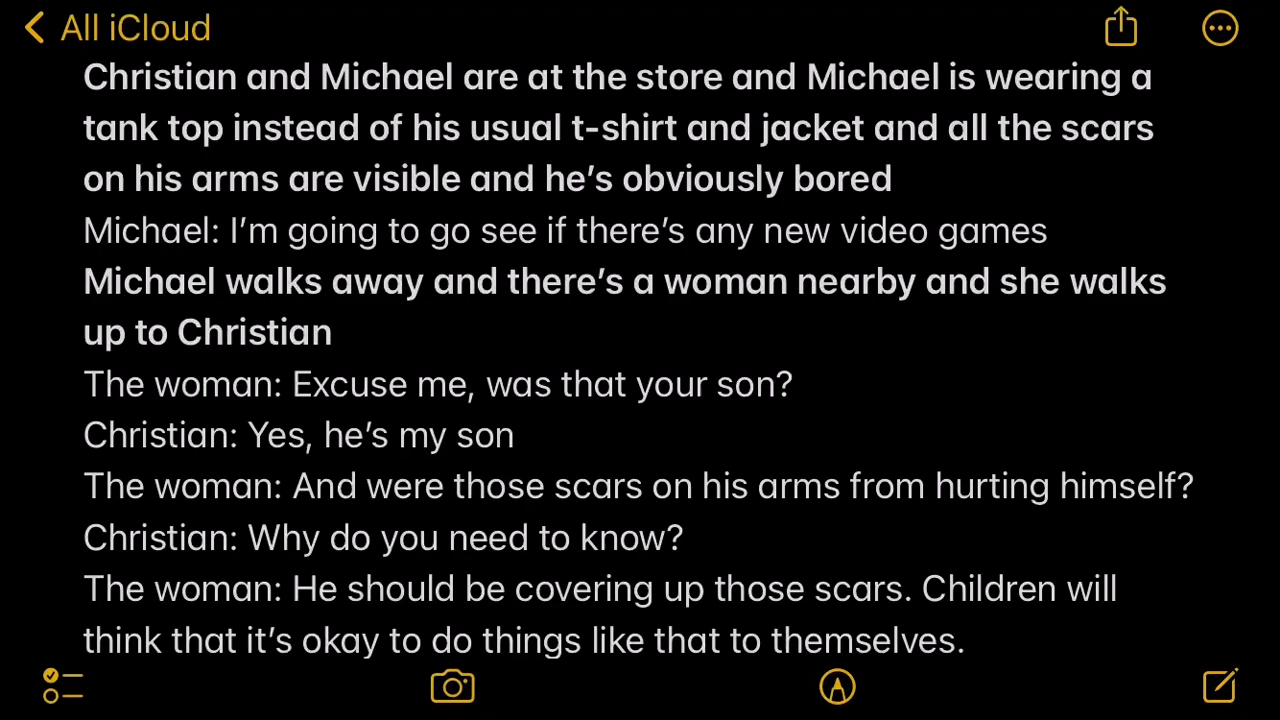 All iCloud
Christian and Michael are at the store and Michael is wearing a
tank top instead of his usual t-shirt and jacket and all the scars
on his arms are visible and he’s obviously bored
Michael: I’m going to go see if there’s any new video games
Michael walks away and there’s a woman nearby and she walks
up to Christian
The woman: Excuse me, was that your son?
Christian: Yes, he’s my son
The woman: And were those scars on his arms from hurting himself?
Christian: Why do you need to know?
The woman: He should be covering up those scars. Children will
think that it’s okay to do things like that to themselves.